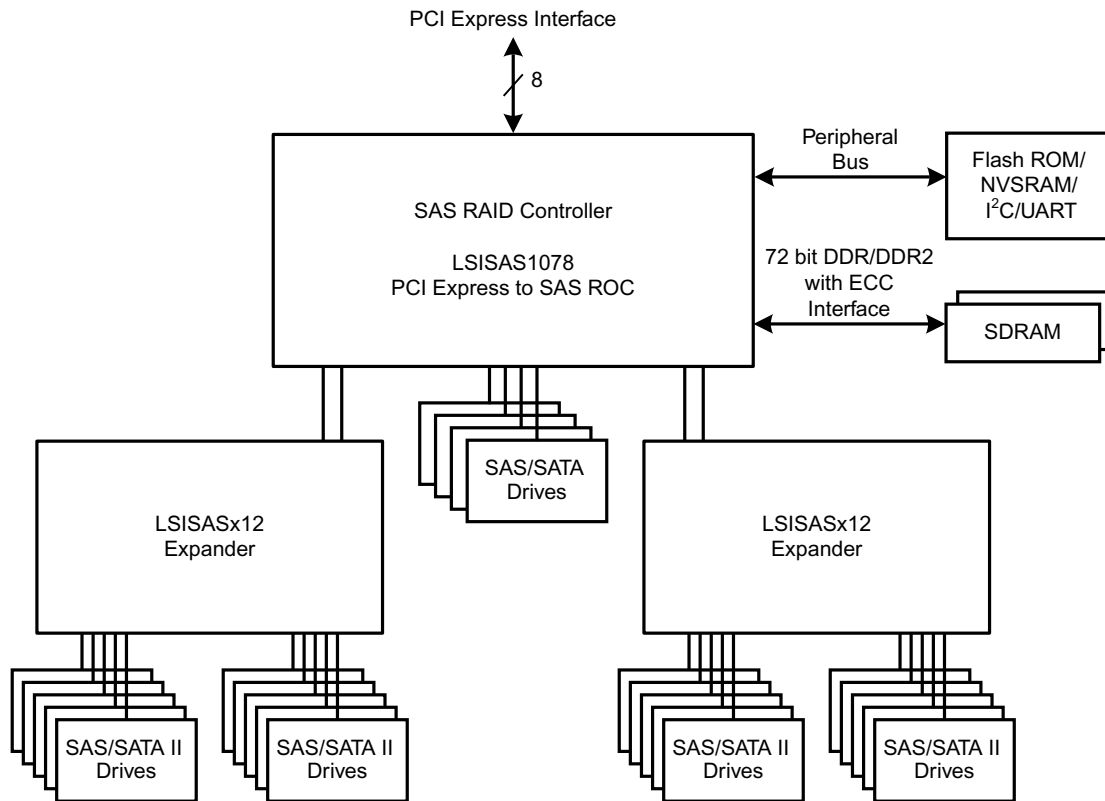 PCI Express Interface
8
SAS RAID Controller
LSISAS1078
PCI Express to SAS ROC
Peripheral
Bus
Flash ROM/
NVSRAM/
I²C/UART
72 bit DDR/DDR2
with ECC
Interface
SDRAM
SAS/SATA
Drives
LSISASx12
Expander
LSISASx12
Expander
SAS/SATA II
Drives
SAS/SATA II
Drives
SAS/SATA II
Drives
SAS/SATA II
Drives